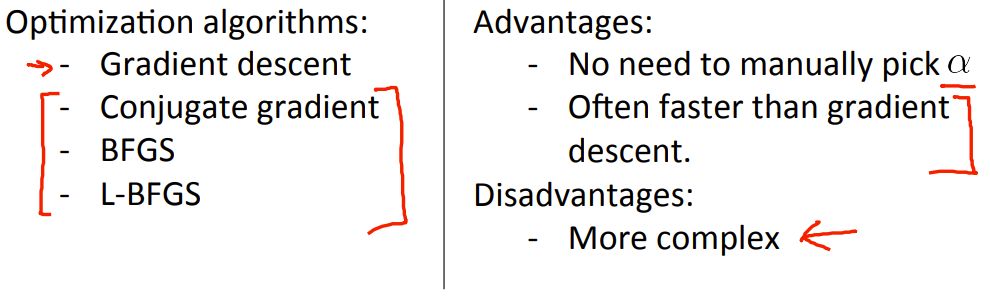 Optimization algorithms:
- Gradient descent
- Conjugate gradient
- BFGS
- L-BFGS
Advantages:
- No need to manually pick α
- Often faster than gradient
descent.
Disadvantages:
- More complex